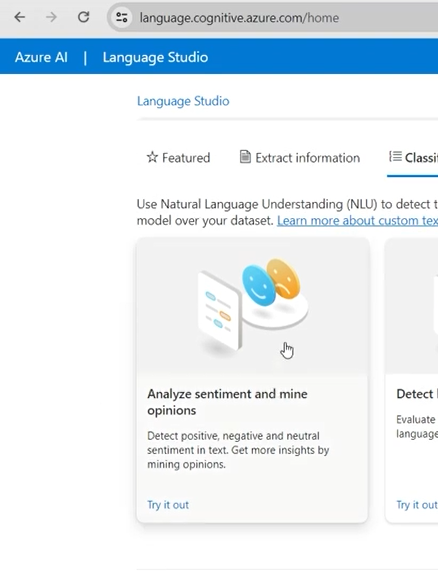 language.cognitive.azure.com/home
Azure AI | Language Studio
Language Studio
Featured Extract information Classi
Use Natural Language Understanding (NLU) to detect t
model over your dataset. Learn more about custom tex
Analyze sentiment and mine
opinions
Detect positive, negative and neutral
sentiment in text. Get more insights by
mining opinions.
Try it out
Detect l
Evaluate
language
Try it out